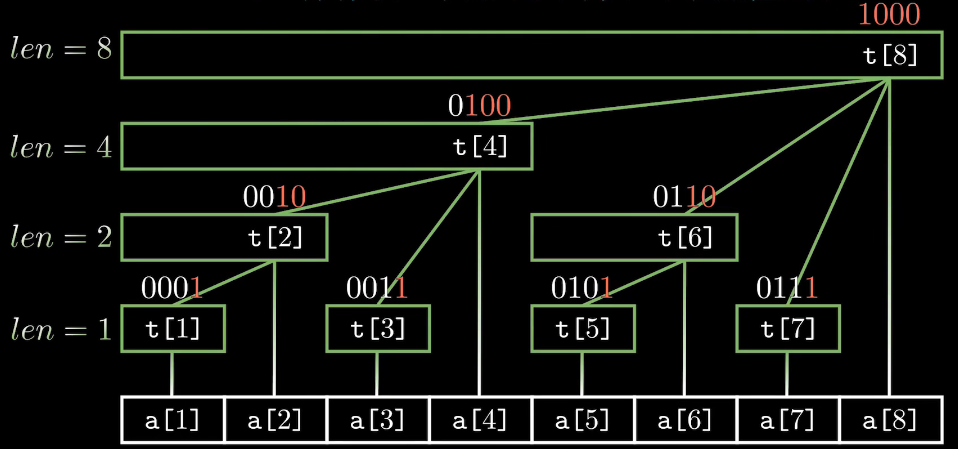 1000
len = 8 t[8]
0100
len = 4 t[4]
0010 0110
len = 2 t[2] t[6]
0001 0011 0101 0111
len = 1 t[1] t[3] t[5] t[7]
a[1] a[2] a[3] a[4] a[5] a[6] a[7] a[8]